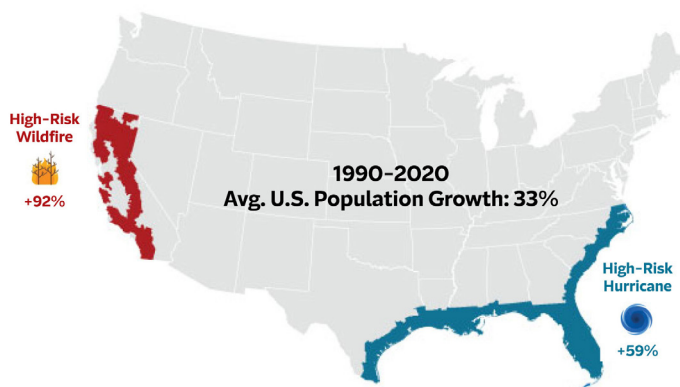 High-Risk
Wildfire
+92%
1990–2020
Avg. U.S. Population Growth: 33%
High-Risk
Hurricane
+59%